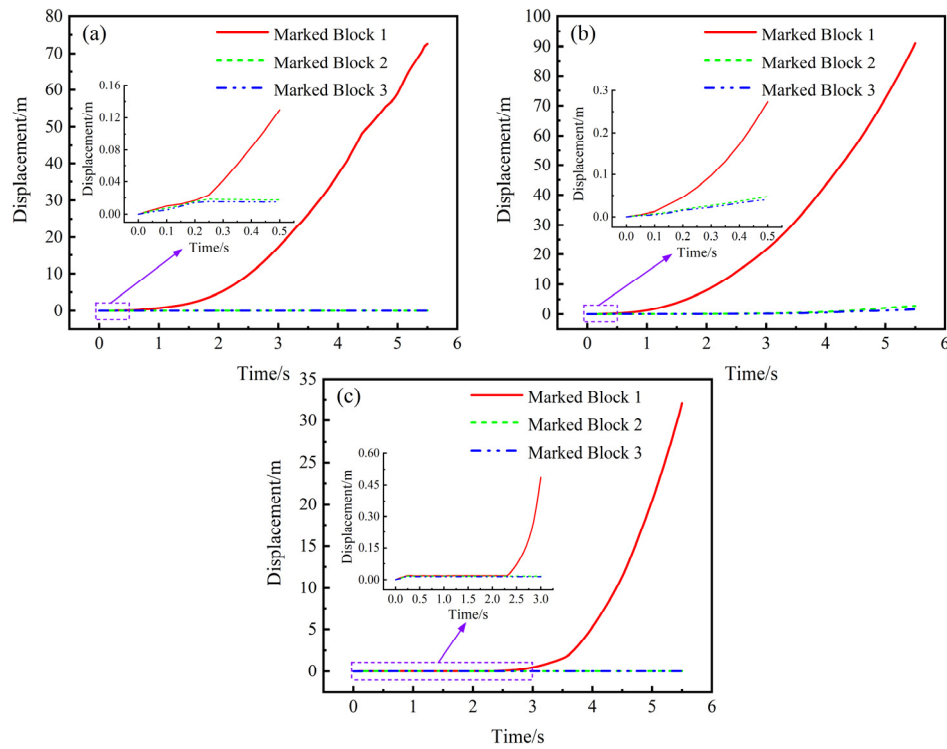 (a)
Marked Block 1
Marked Block 2
Marked Block 3
Displacement/m
80
70
60
50
40
30
20
10
0
0 1 2 3 4 5 6
Time/s
Displacement/m
0.16
0.12
0.08
0.04
0.00
0.0 0.1 0.2 0.3 0.4 0.5
Time/s
(b)
Marked Block 1
Marked Block 2
Marked Block 3
Displacement/m
100
90
80
70
60
50
40
30
20
10
0
0 1 2 3 4 5 6
Time/s
Displacement/m
0.3
0.2
0.1
0.0
0.0 0.1 0.2 0.3 0.4 0.5
Time/s
(c)
Marked Block 1
Marked Block 2
Marked Block 3
Displacement/m
35
30
25
20
15
10
5
0
0 1 2 3 4 5 6
Time/s
Displacement/m
0.60
0.45
0.30
0.15
0.00
0.0 0.5 1.0 1.5 2.0 2.5 3.0
Time/s